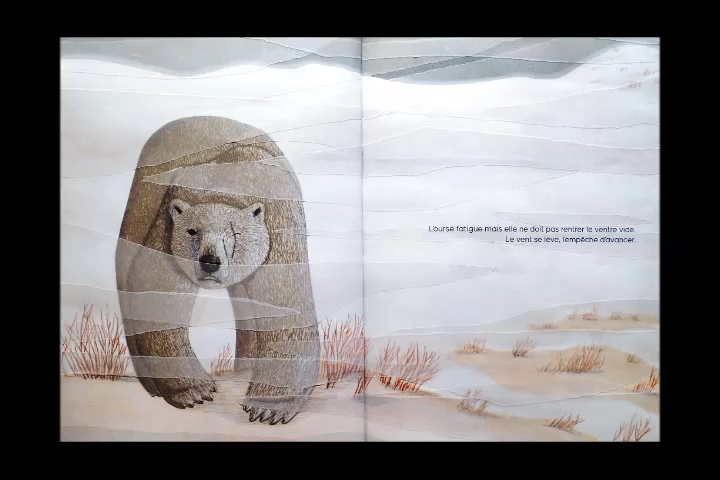 L'ourse fatigue mais elle ne doit pas rentrer le ventre vide.
Le vent se lève, l'empêche d'avancer.